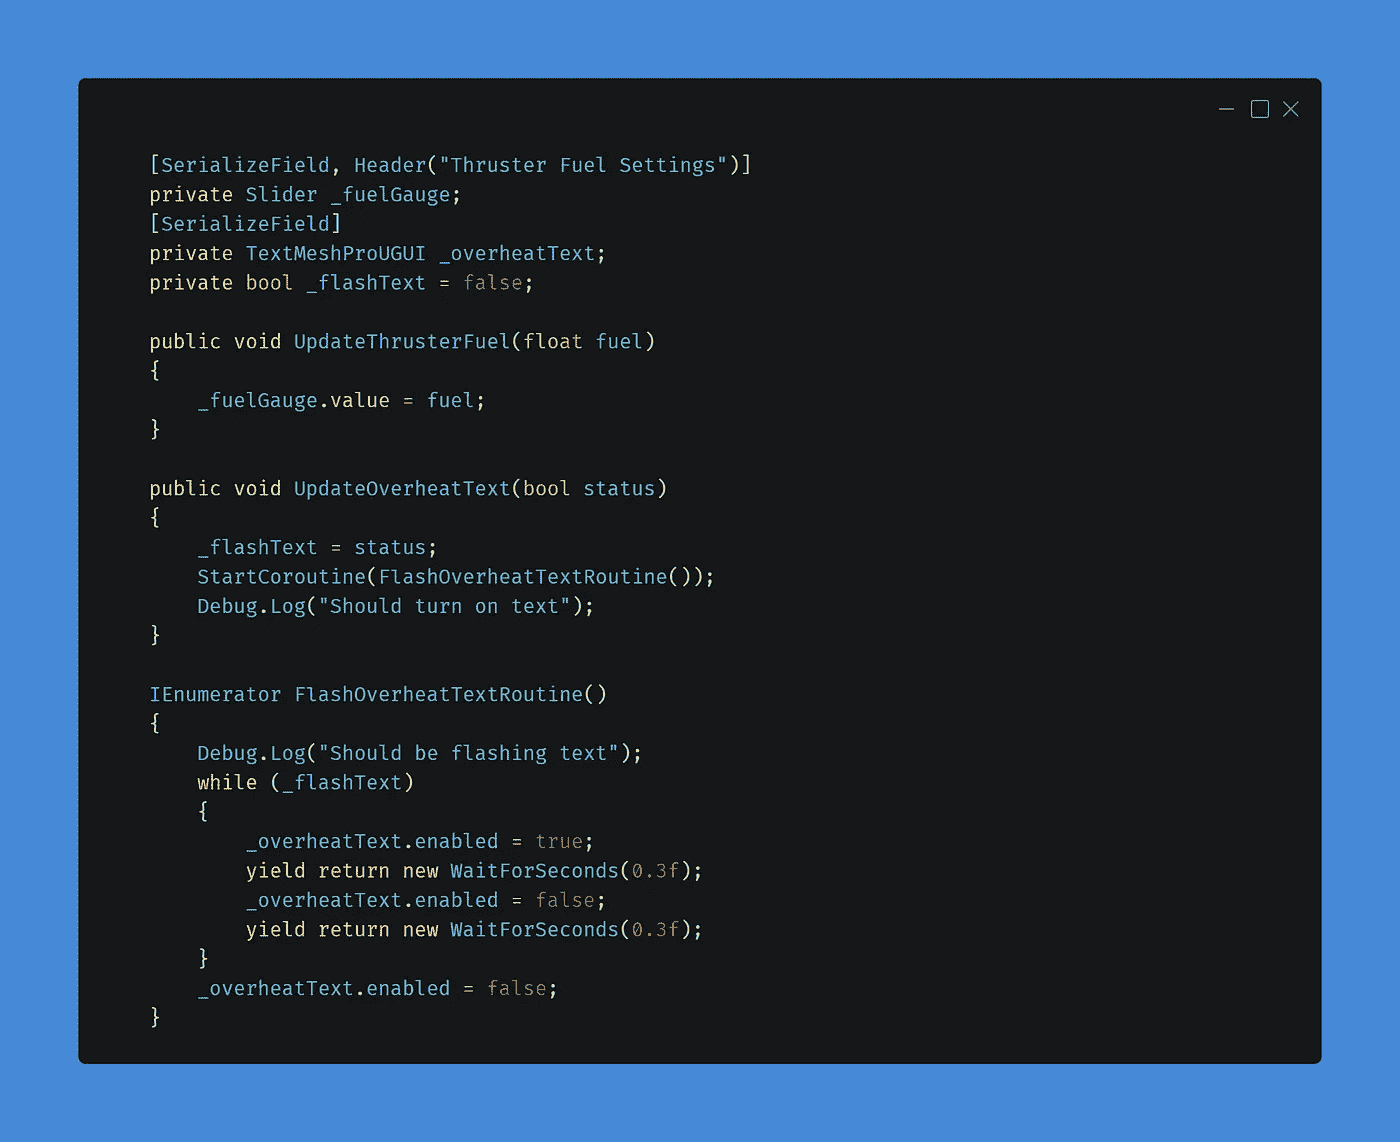 [SerializeField, Header("Thruster Fuel Settings")]
private Slider _fuelGauge;
[SerializeField]
private TextMeshProUGUI _overheatText;
private bool _flashText = false;

public void UpdateThrusterFuel(float fuel)
{
    _fuelGauge.value = fuel;
}

public void UpdateOverheatText(bool status)
{
    _flashText = status;
    StartCoroutine(FlashOverheatTextRoutine());
    Debug.Log("Should turn on text");
}

IEnumerator FlashOverheatTextRoutine()
{
    Debug.Log("Should be flashing text");
    while (_flashText)
    {
        _overheatText.enabled = true;
        yield return new WaitForSeconds(0.3f);
        _overheatText.enabled = false;
        yield return new WaitForSeconds(0.3f);
    }
    _overheatText.enabled = false;
}